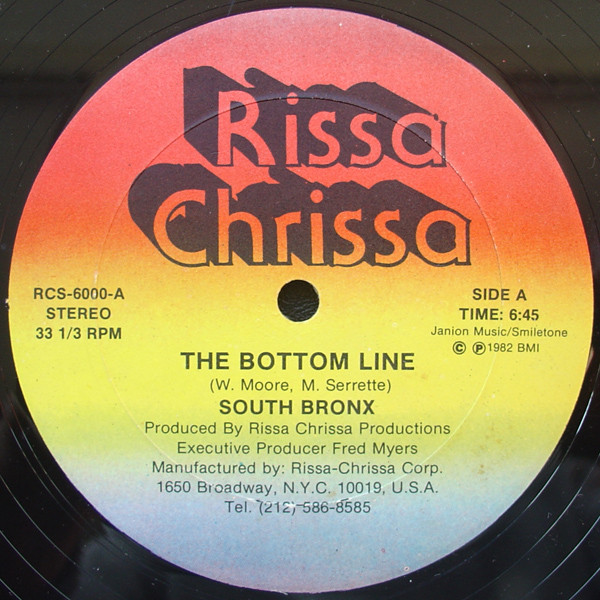 Rissa
Chrissa
RCS-6000-A
STEREO
33 1/3 RPM
SIDE A
TIME: 6:45
Janion Music/Smiletone
© ℗ 1982 BMI
THE BOTTOM LINE
(W. Moore, M. Serrette)
SOUTH BRONX
Produced By Rissa Chrissa Productions
Executive Producer Fred Myers
Manufactured by: Rissa-Chrissa Corp.
1650 Broadway, N.Y.C. 10019, U.S.A.
Tel. (212) 586-8585